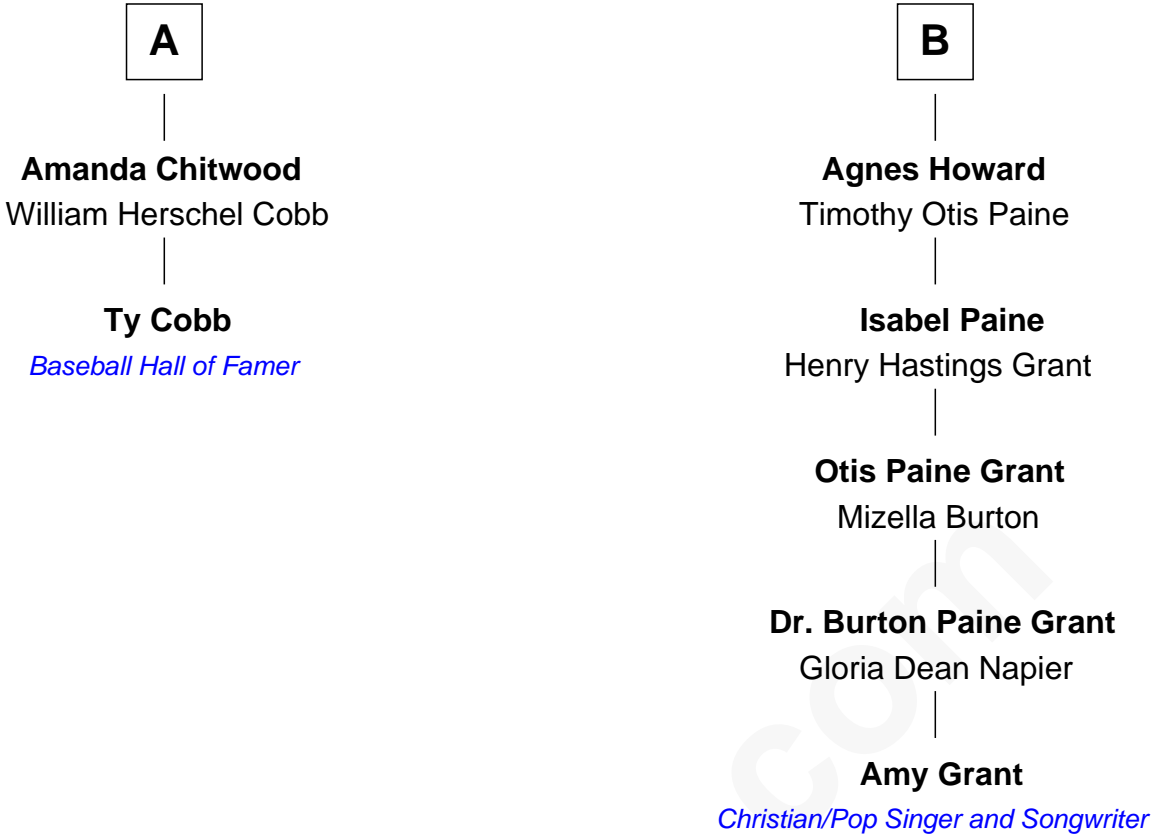 A
Amanda Chitwood
William Herschel Cobb
Ty Cobb
Baseball Hall of Famer
B
Agnes Howard
Timothy Otis Paine
Isabel Paine
Henry Hastings Grant
Otis Paine Grant
Mizella Burton
Dr. Burton Paine Grant
Gloria Dean Napier
Amy Grant
Christian/Pop Singer and Songwriter
com